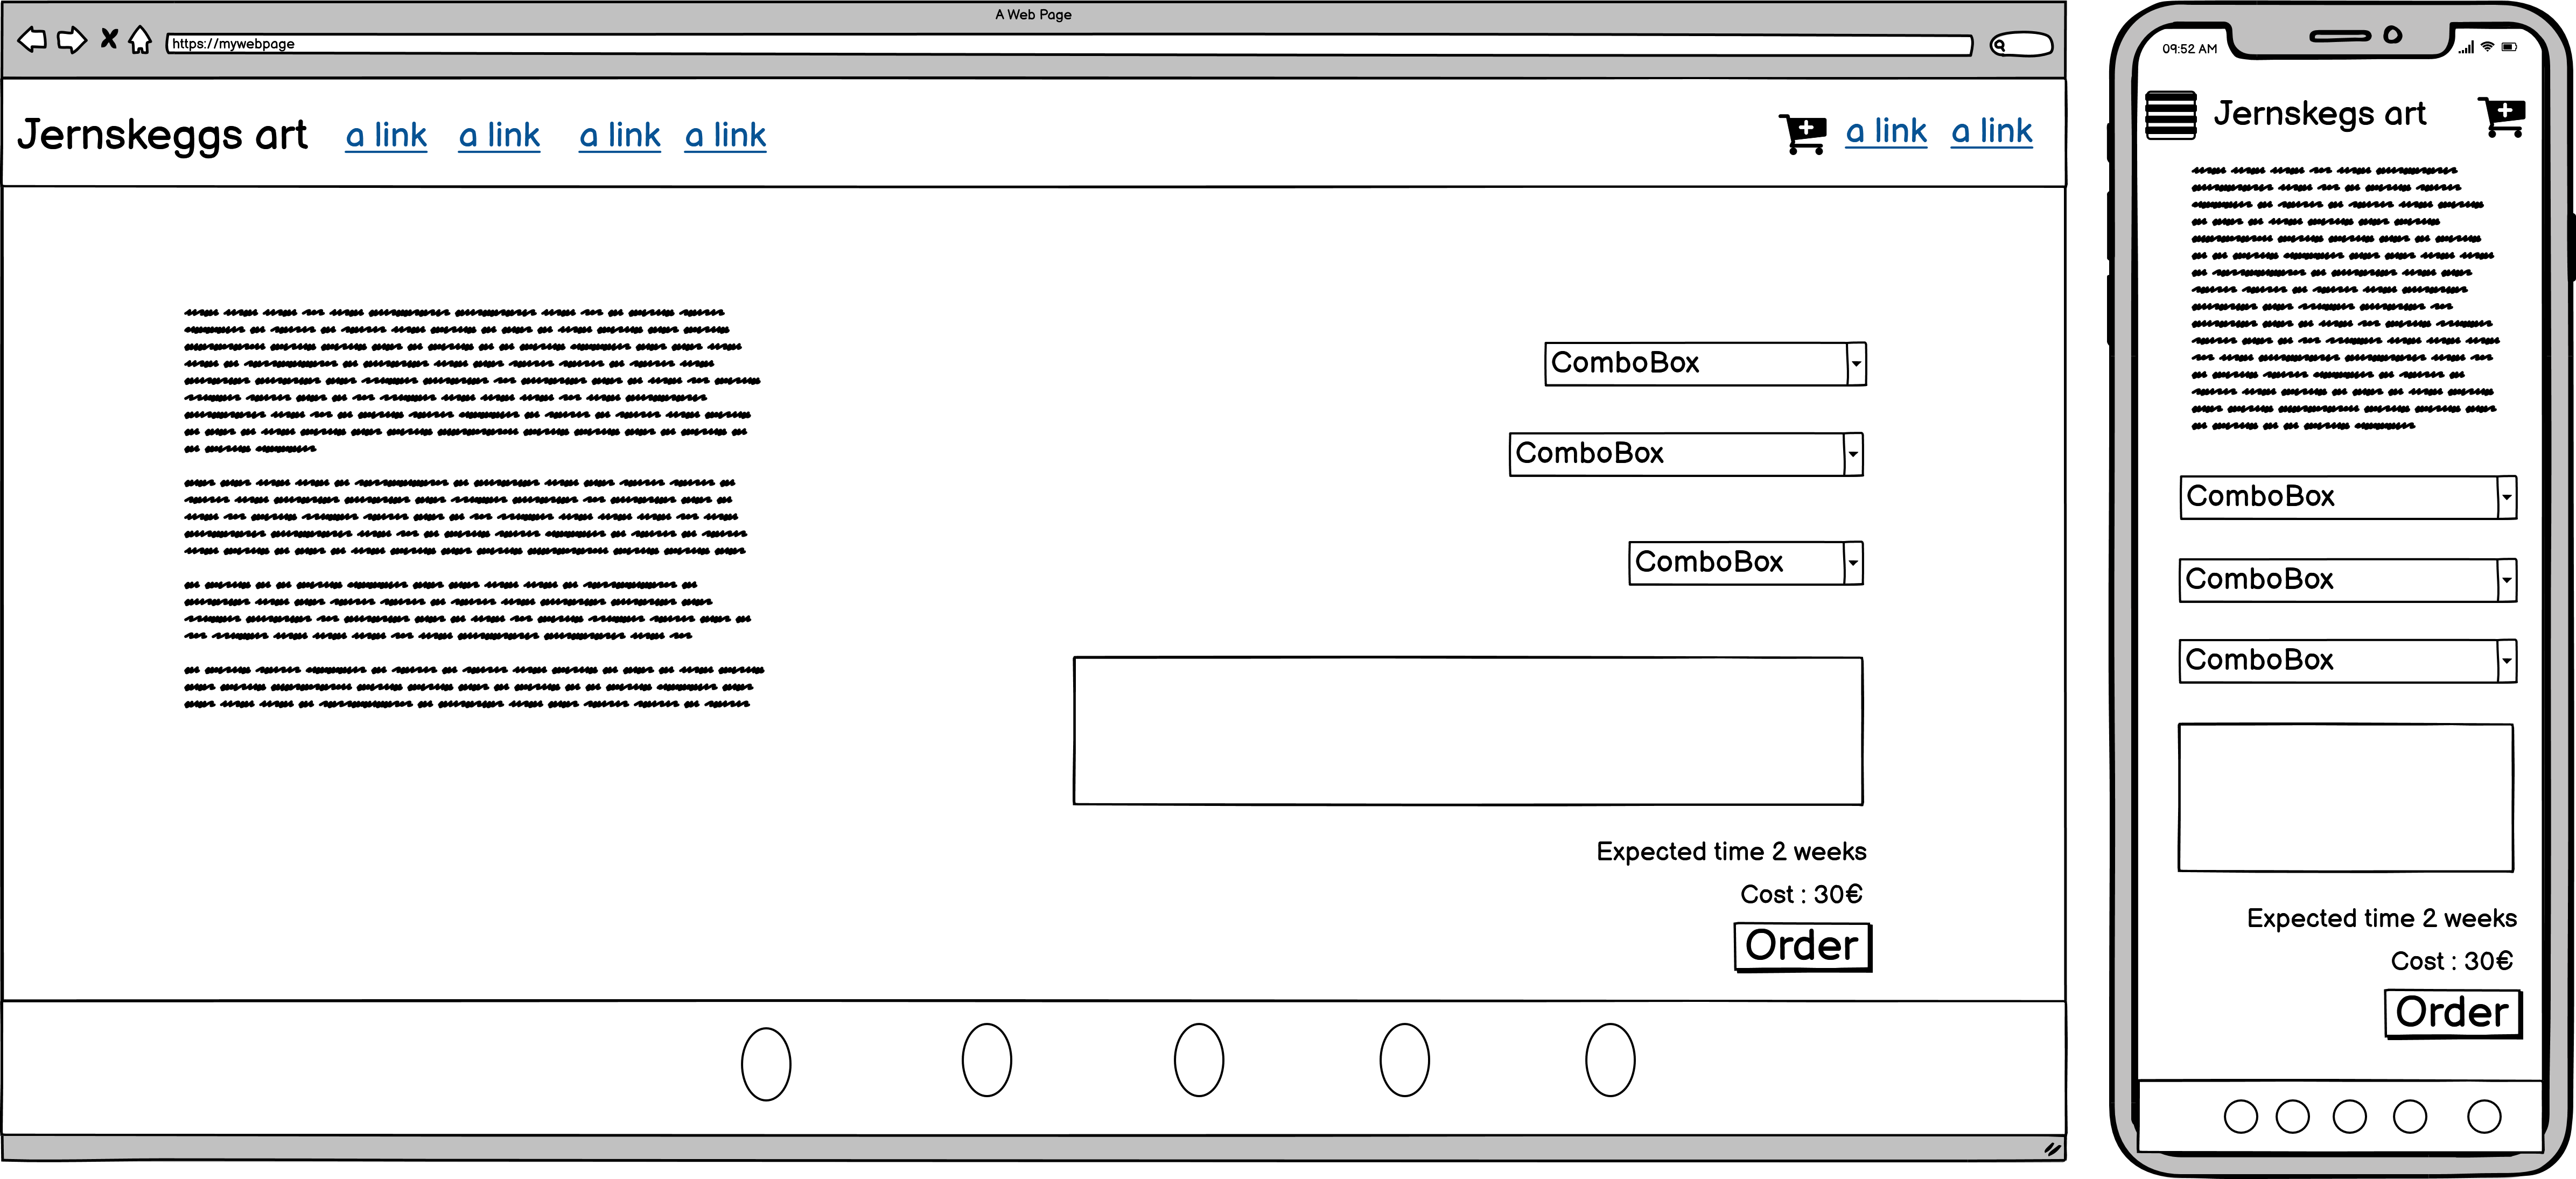 A Web Page
https://mywebpage
Jernskeggs art a link a link a link a link a link a link
ComboBox
ComboBox
ComboBox
Expected time 2 weeks
Cost : 30€
Order
09:52 AM
Jernskegs art
ComboBox
ComboBox
ComboBox
Expected time 2 weeks
Cost : 30€
Order